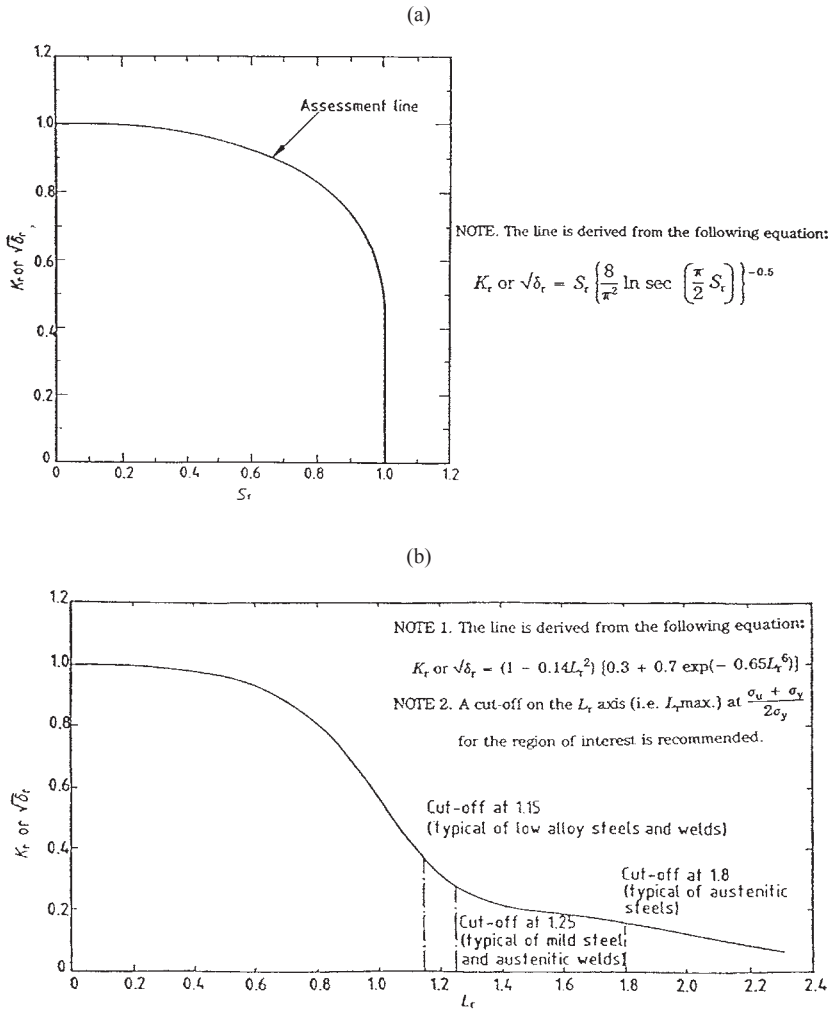 (a)
1.2
1.0
0.8
0.6
0.4
0.2
0
Kr or √δr,
Assessment line
0 0.2 0.4 0.6 0.8 1.0 1.2
Sr
NOTE. The line is derived from the following equation:
Kr or √δr = Sr {8/π² ln sec (π/2 Sr)}^-0.5
(b)
1.2
1.0
0.8
0.6
0.4
0.2
0
Kr or √δr
NOTE 1. The line is derived from the following equation:
Kr or √δr = (1 − 0.14Lr²) {0.3 + 0.7 exp(− 0.65Lr⁶)}
NOTE 2. A cut-off on the Lr axis (i.e. Lrmax.) at (σu + σy)/2σy
for the region of interest is recommended.
Cut-off at 1.15
(typical of low alloy steels and welds)
Cut-off at 1.8
(typical of austenitic
steels)
Cut-off at 1.25
(typical of mild steel
and austenitic welds)
0 0.2 0.4 0.6 0.8 1.0 1.2 1.4 1.6 1.8 2.0 2.2 2.4
Lr